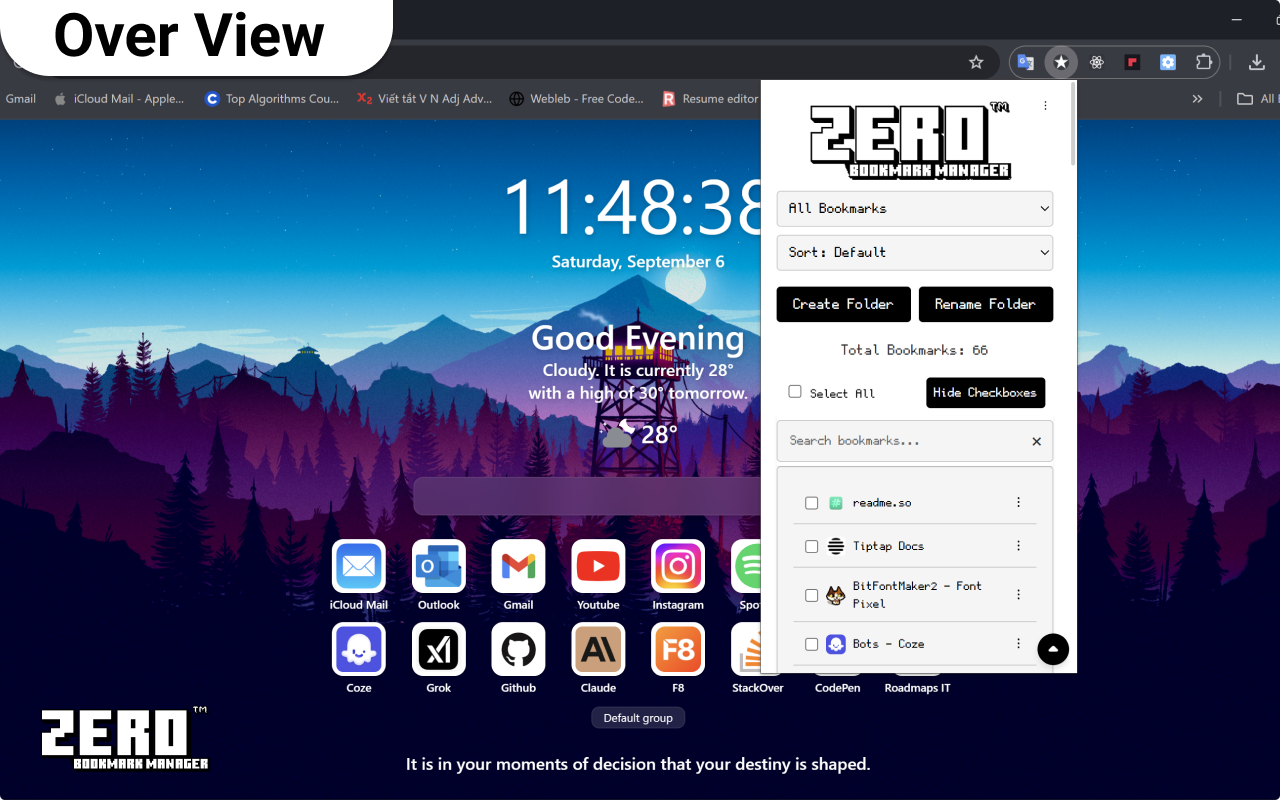 Over View
Gmail
iCloud Mail - Apple...
Top Algorithms Cou...
Viết tắt V N Adj Adv...
Webleb - Free Code...
Resume editor
All
ZERO™
BOOKMARK MANAGER
All Bookmarks
Sort: Default
Create Folder
Rename Folder
Total Bookmarks: 66
Select All
Hide Checkboxes
Search bookmarks...
readme.so
Tiptap Docs
BitFontMaker2 - Font
Pixel
Bots - Coze
11:48:38
Saturday, September 6
Good Evening
Cloudy. It is currently 28°
with a high of 30° tomorrow.
28°
iCloud Mail
Outlook
Gmail
Youtube
Instagram
Spo
F8
Coze
Grok
Github
Claude
F8
StackOver
CodePen
Roadmaps IT
Default group
ZERO™
BOOKMARK MANAGER
It is in your moments of decision that your destiny is shaped.